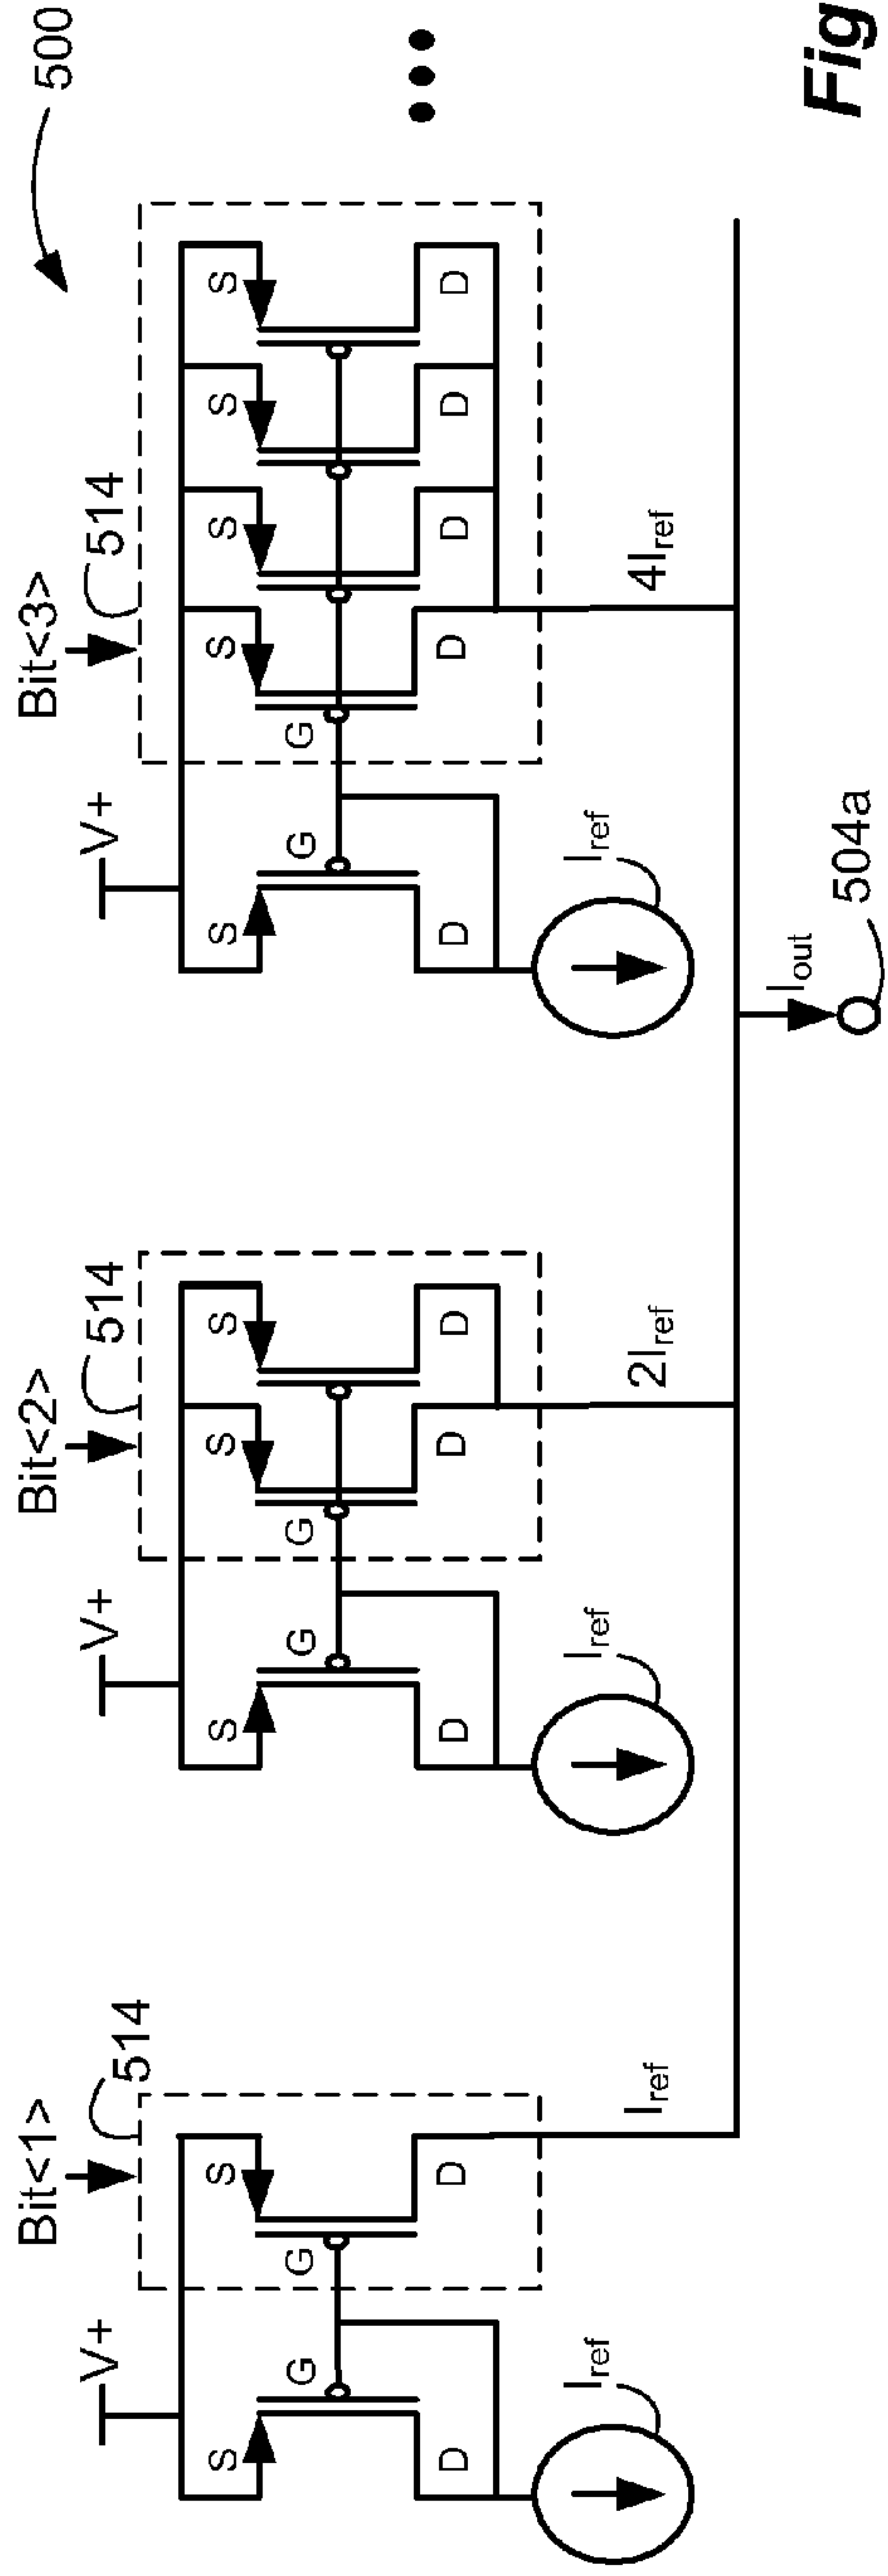 500
Bit<1>
Bit<2>
Bit<3>
514
514
514
V+
V+
V+
S
S
S
S
S
S
S
S
S
S
G
G
G
G
G
G
D
D
D
D
D
D
D
D
D
D
Iref
Iref
Iref
Iref
2Iref
4Iref
Iout
504a
Fig